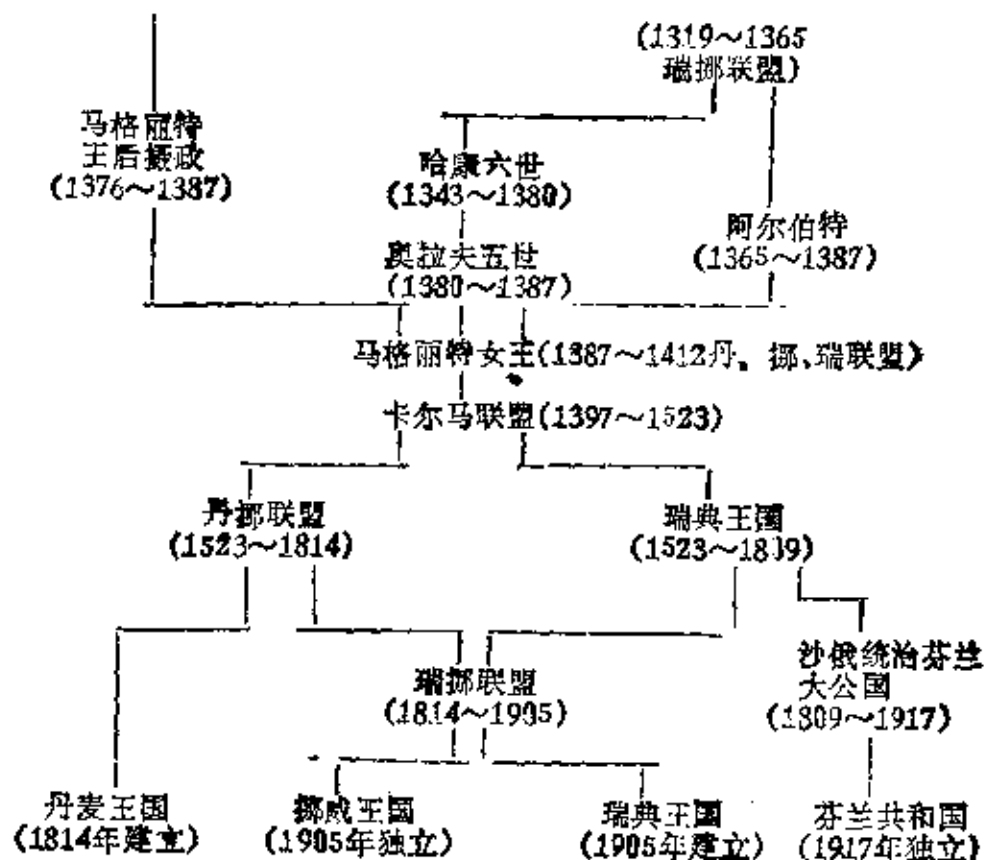 (1319～1365
瑞挪联盟)
马格丽特
王后摄政
(1376～1387)
哈康六世
(1343～1380)
阿尔伯特
(1365～1387)
奥拉夫五世
(1380～1387)
马格丽特女王(1387～1412丹、挪、瑞联盟)
卡尔马联盟(1397～1523)
丹挪联盟
(1523～1814)
瑞典王国
(1523～1809)
瑞挪联盟
(1814～1905)
沙俄统治芬兰
大公国
(1809～1917)
丹麦王国
(1814年建立)
挪威王国
(1905年独立)
瑞典王国
(1905年建立)
芬兰共和国
(1917年独立)